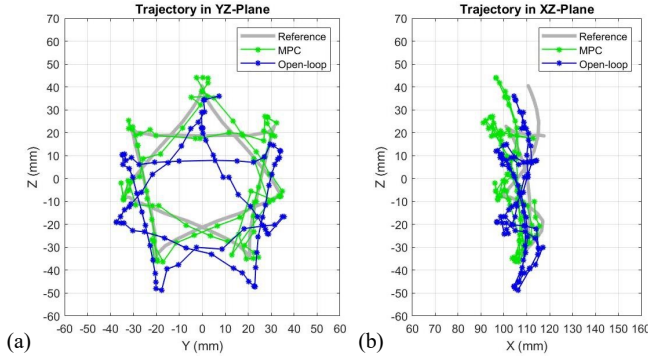 Trajectory in YZ-Plane
70
60
50
40
30
20
10
0
-10
-20
-30
-40
-50
-60
Z (mm)
-60 -50 -40 -30 -20 -10 0 10 20 30 40 50 60
Y (mm)
Reference
MPC
Open-loop
(a)
Trajectory in XZ-Plane
70
60
50
40
30
20
10
0
-10
-20
-30
-40
-50
-60
Z (mm)
60 70 80 90 100 110 120 130 140 150 160
X (mm)
Reference
MPC
Open-loop
(b)